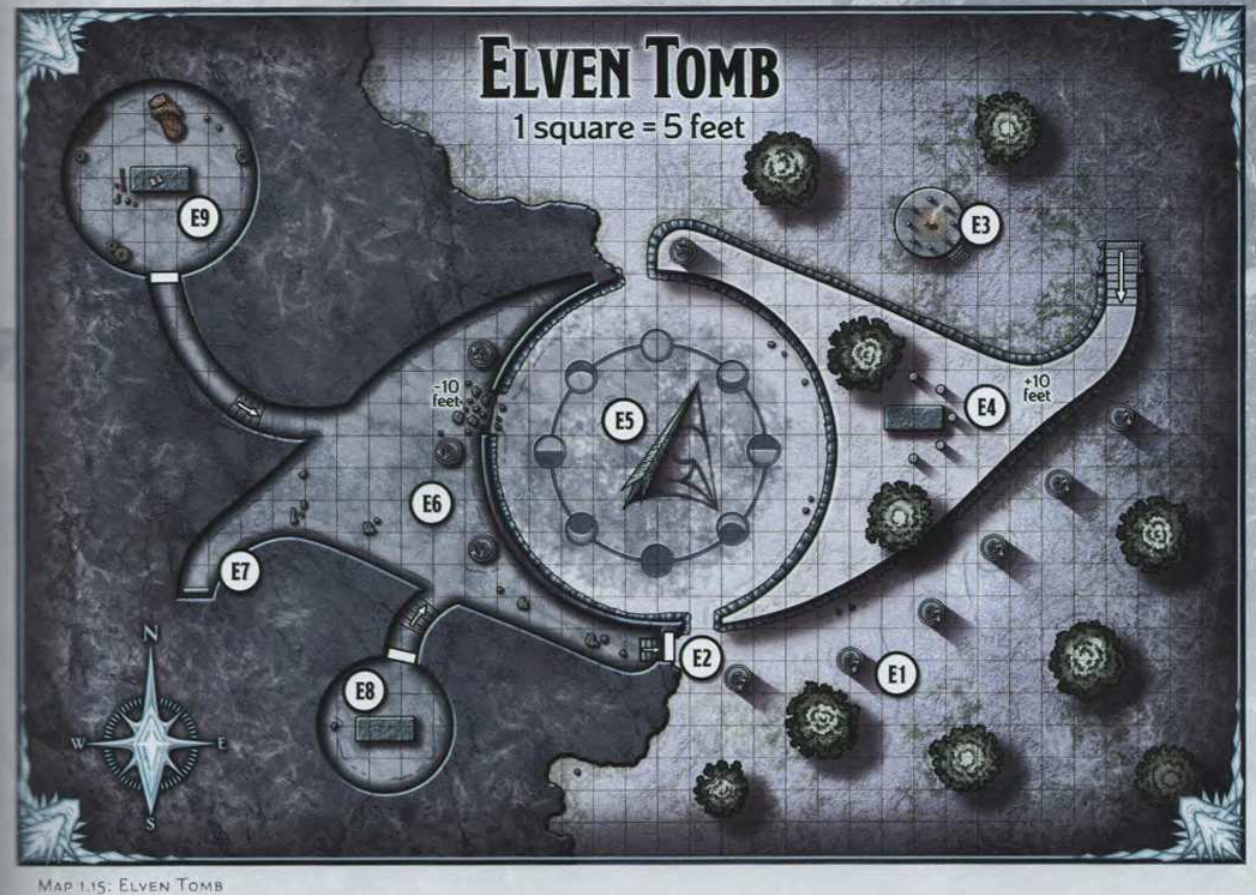 ELVEN TOMB
1 square = 5 feet
E3
E9
-10
feet
E5
+10
feet
E4
E6
E7
E2
E1
E8
N
W
E
S
MAP 1.15: ELVEN TOMB